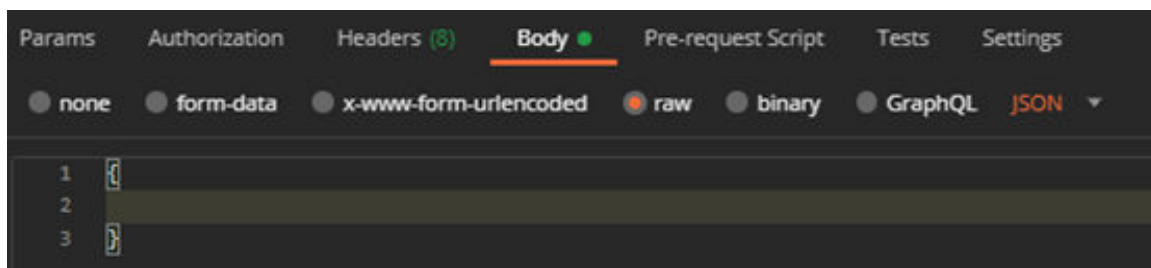 Params Authorization Headers (8) Body Pre-request Script Tests Settings
none form-data x-www-form-urlencoded raw binary GraphQL JSON
1 {
2
3 }